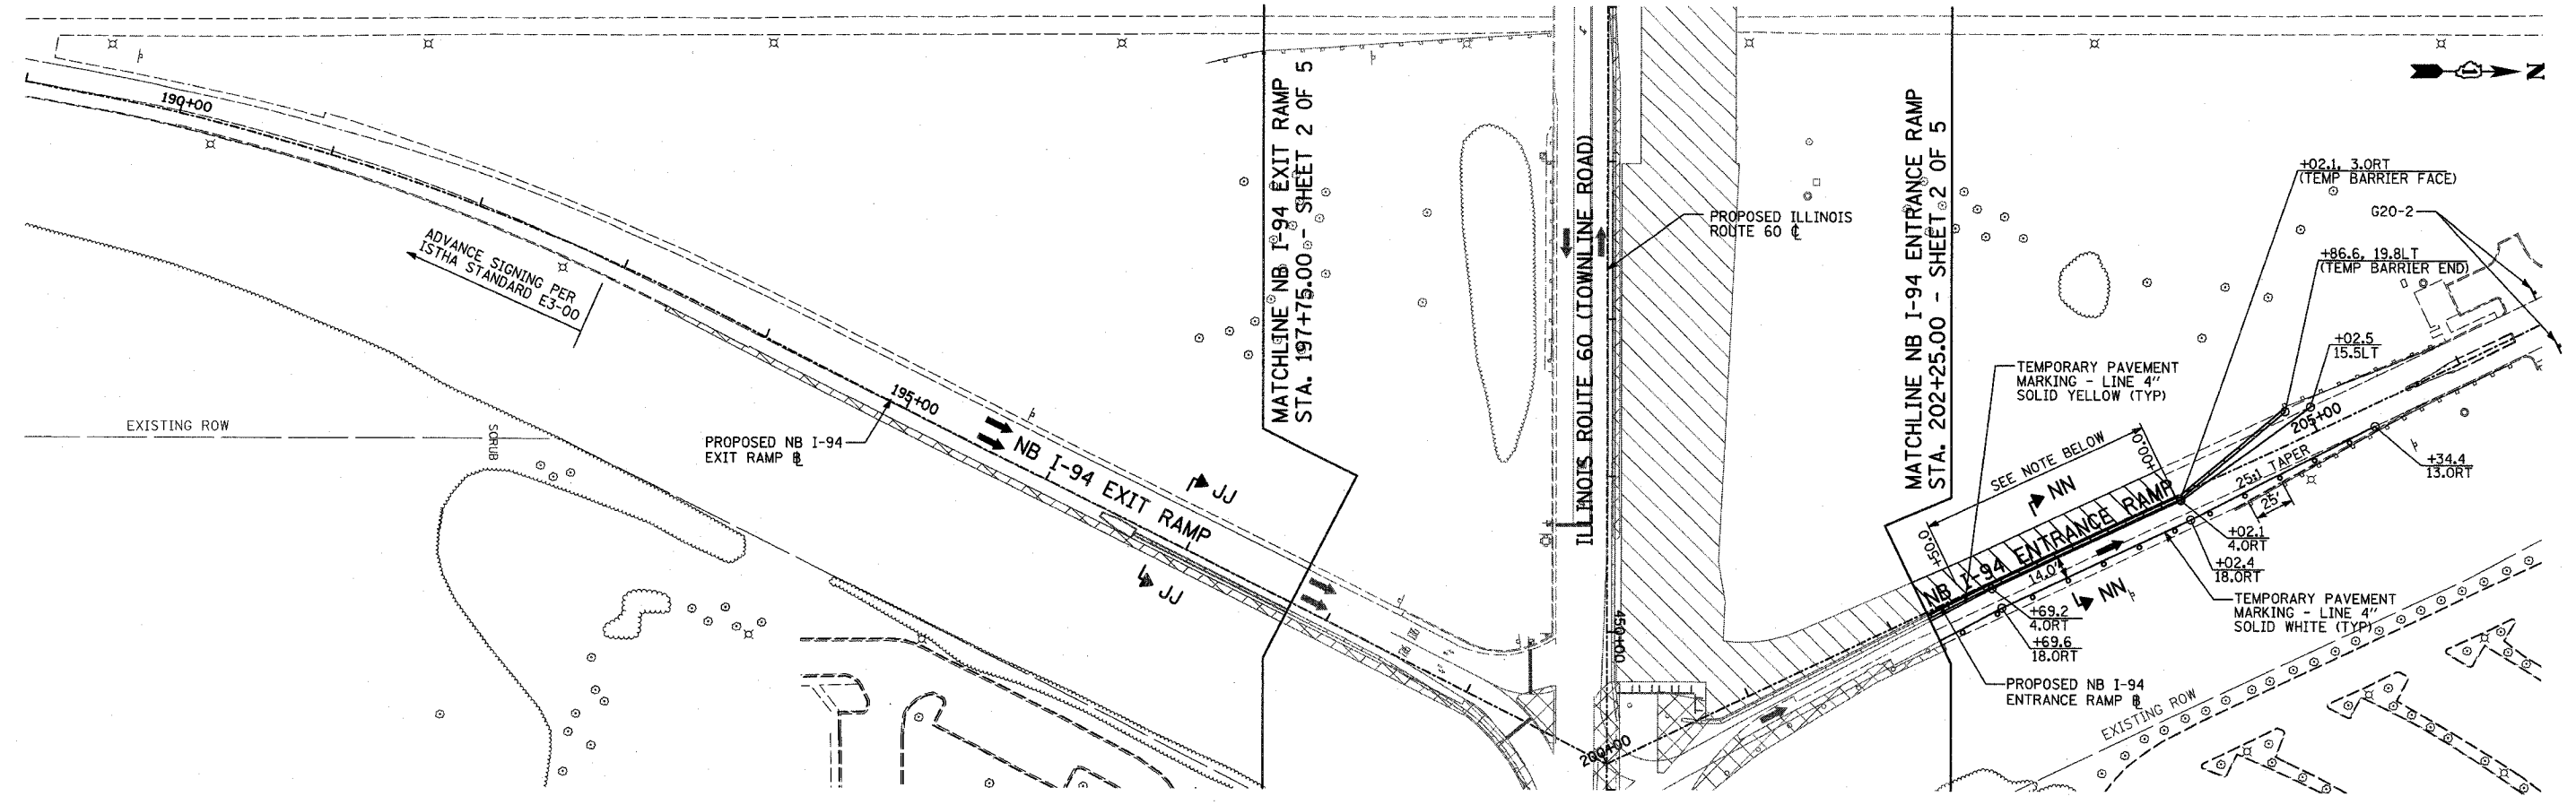 190+00
ADVANCE SIGNING PER
ISTHA STANDARD E3-00
EXISTING ROW
SCRUB
195+00
PROPOSED NB I-94
EXIT RAMP ℄
NB I-94 EXIT RAMP
JJ
JJ
MATCHLINE NB I-94 EXIT RAMP
STA. 197+75.00 - SHEET 2 OF 5
ILLINOIS ROUTE 60 (TOWNLINE ROAD)
PROPOSED ILLINOIS
ROUTE 60 ℄
450+00
200+00
MATCHLINE NB I-94 ENTRANCE RAMP
STA. 202+25.00 - SHEET 2 OF 5
N
+02.1, 3.0RT
(TEMP BARRIER FACE)
G20-2
+86.6, 19.8LT
(TEMP BARRIER END)
+02.5
15.5LT
TEMPORARY PAVEMENT
MARKING - LINE 4"
SOLID YELLOW (TYP)
205+00
SEE NOTE BELOW
+50.0
+00.0
NN
NB I-94 ENTRANCE RAMP
25:1 TAPER
25'
+34.4
13.0RT
14.0'
+02.1
4.0RT
+02.4
18.0RT
NN
+69.2
4.0RT
+69.6
18.0RT
TEMPORARY PAVEMENT
MARKING - LINE 4"
SOLID WHITE (TYP)
PROPOSED NB I-94
ENTRANCE RAMP ℄
EXISTING ROW